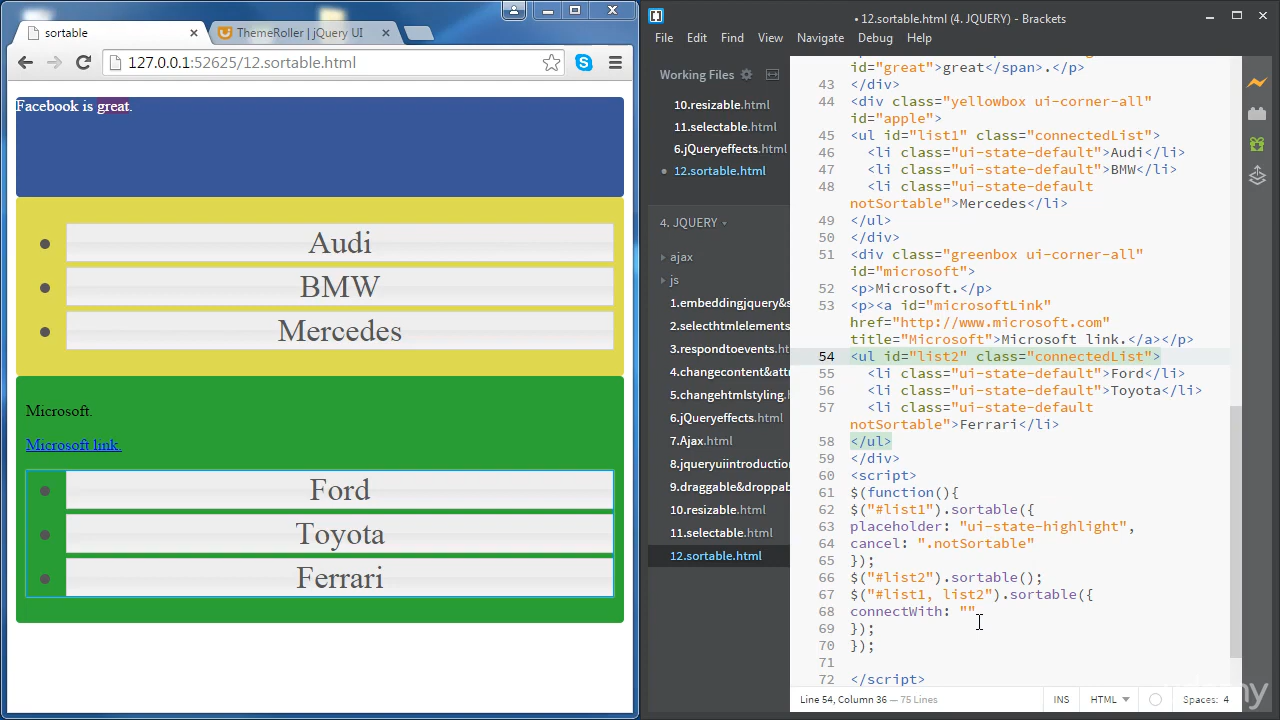 sortable
ThemeRoller | jQuery UI
127.0.0.1:52625/12.sortable.html
Facebook is great.
Audi
BMW
Mercedes
Microsoft.
Microsoft link.
Ford
Toyota
Ferrari
• 12.sortable.html (4. JQUERY) - Brackets
File Edit Find View Navigate Debug Help
Working Files
10.resizable.html
11.selectable.html
6.jQueryeffects.html
12.sortable.html
4. JQUERY
ajax
js
1.embeddingjquery&s
2.selecthtmlelements
3.respondtoevents.ht
4.changecontent&att
5.changehtmlstyling.
6.jQueryeffects.html
7.Ajax.html
8.jqueryuiintroduction
9.draggable&droppab
10.resizable.html
11.selectable.html
12.sortable.html
id="great">great</span>.</p>
43 </div>
44 <div class="yellowbox ui-corner-all"
id="apple">
45 <ul id="list1" class="connectedList">
46 <li class="ui-state-default">Audi</li>
47 <li class="ui-state-default">BMW</li>
48 <li class="ui-state-default
notSortable">Mercedes</li>
49 </ul>
50 </div>
51 <div class="greenbox ui-corner-all"
id="microsoft">
52 <p>Microsoft.</p>
53 <p><a id="microsoftLink"
href="http://www.microsoft.com"
title="Microsoft">Microsoft link.</a></p>
54 <ul id="list2" class="connectedList">
55 <li class="ui-state-default">Ford</li>
56 <li class="ui-state-default">Toyota</li>
57 <li class="ui-state-default
notSortable">Ferrari</li>
58 </ul>
59 </div>
60 <script>
61 $(function(){
62 $("#list1").sortable({
63 placeholder: "ui-state-highlight",
64 cancel: ".notSortable"
65 });
66 $("#list2").sortable();
67 $("#list1, list2").sortable({
68 connectWith: ""
69 });
70 });
71
72 </script>
Line 54, Column 36 — 75 Lines
INS HTML Spaces: 4